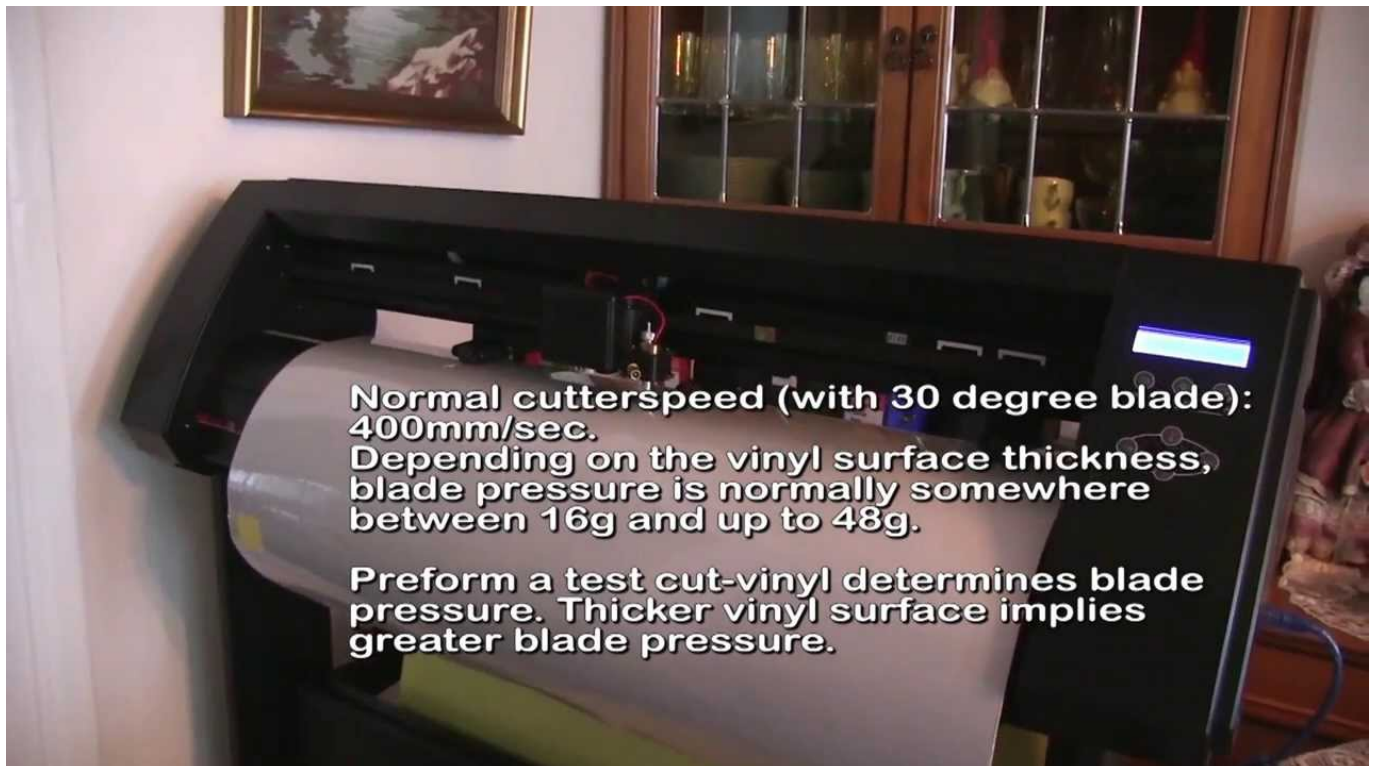 Normal cutterspeed (with 30 degree blade):
400mm/sec.
Depending on the vinyl surface thickness,
blade pressure is normally somewhere
between 16g and up to 48g.
Preform a test cut-vinyl determines blade
pressure. Thicker vinyl surface implies
greater blade pressure.